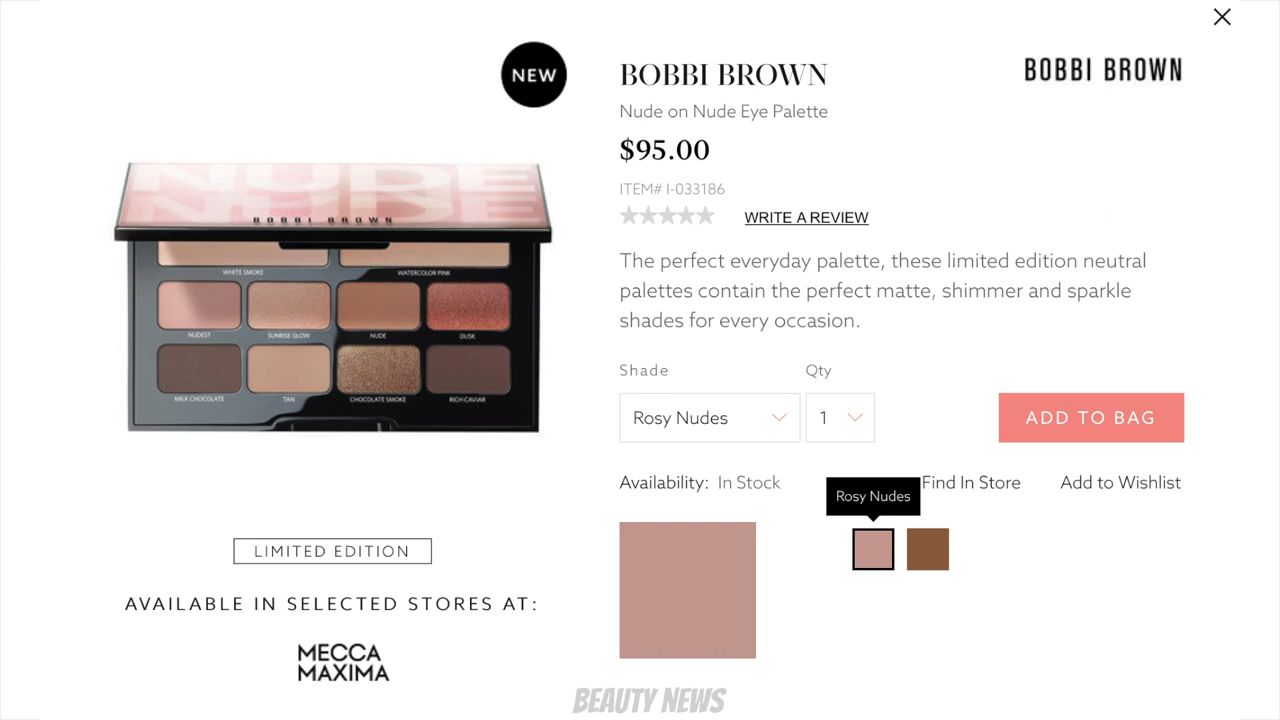 NEW
NUDE
NUDE
BOBBI BROWN
WHITE SMOKE
WATERCOLOR PINK
NUDEST
SUNRISE GLOW
NUDE
DUSK
MILK CHOCOLATE
TAN
CHOCOLATE SMOKE
RICH CAVIAR
LIMITED EDITION
AVAILABLE IN SELECTED STORES AT:
MECCA
MAXIMA
BOBBI BROWN
BOBBI BROWN
Nude on Nude Eye Palette
$95.00
ITEM# I-033186
WRITE A REVIEW
The perfect everyday palette, these limited edition neutral
palettes contain the perfect matte, shimmer and sparkle
shades for every occasion.
Shade
Qty
Rosy Nudes
1
ADD TO BAG
Availability: In Stock
Find In Store
Add to Wishlist
Rosy Nudes
BEAUTY NEWS